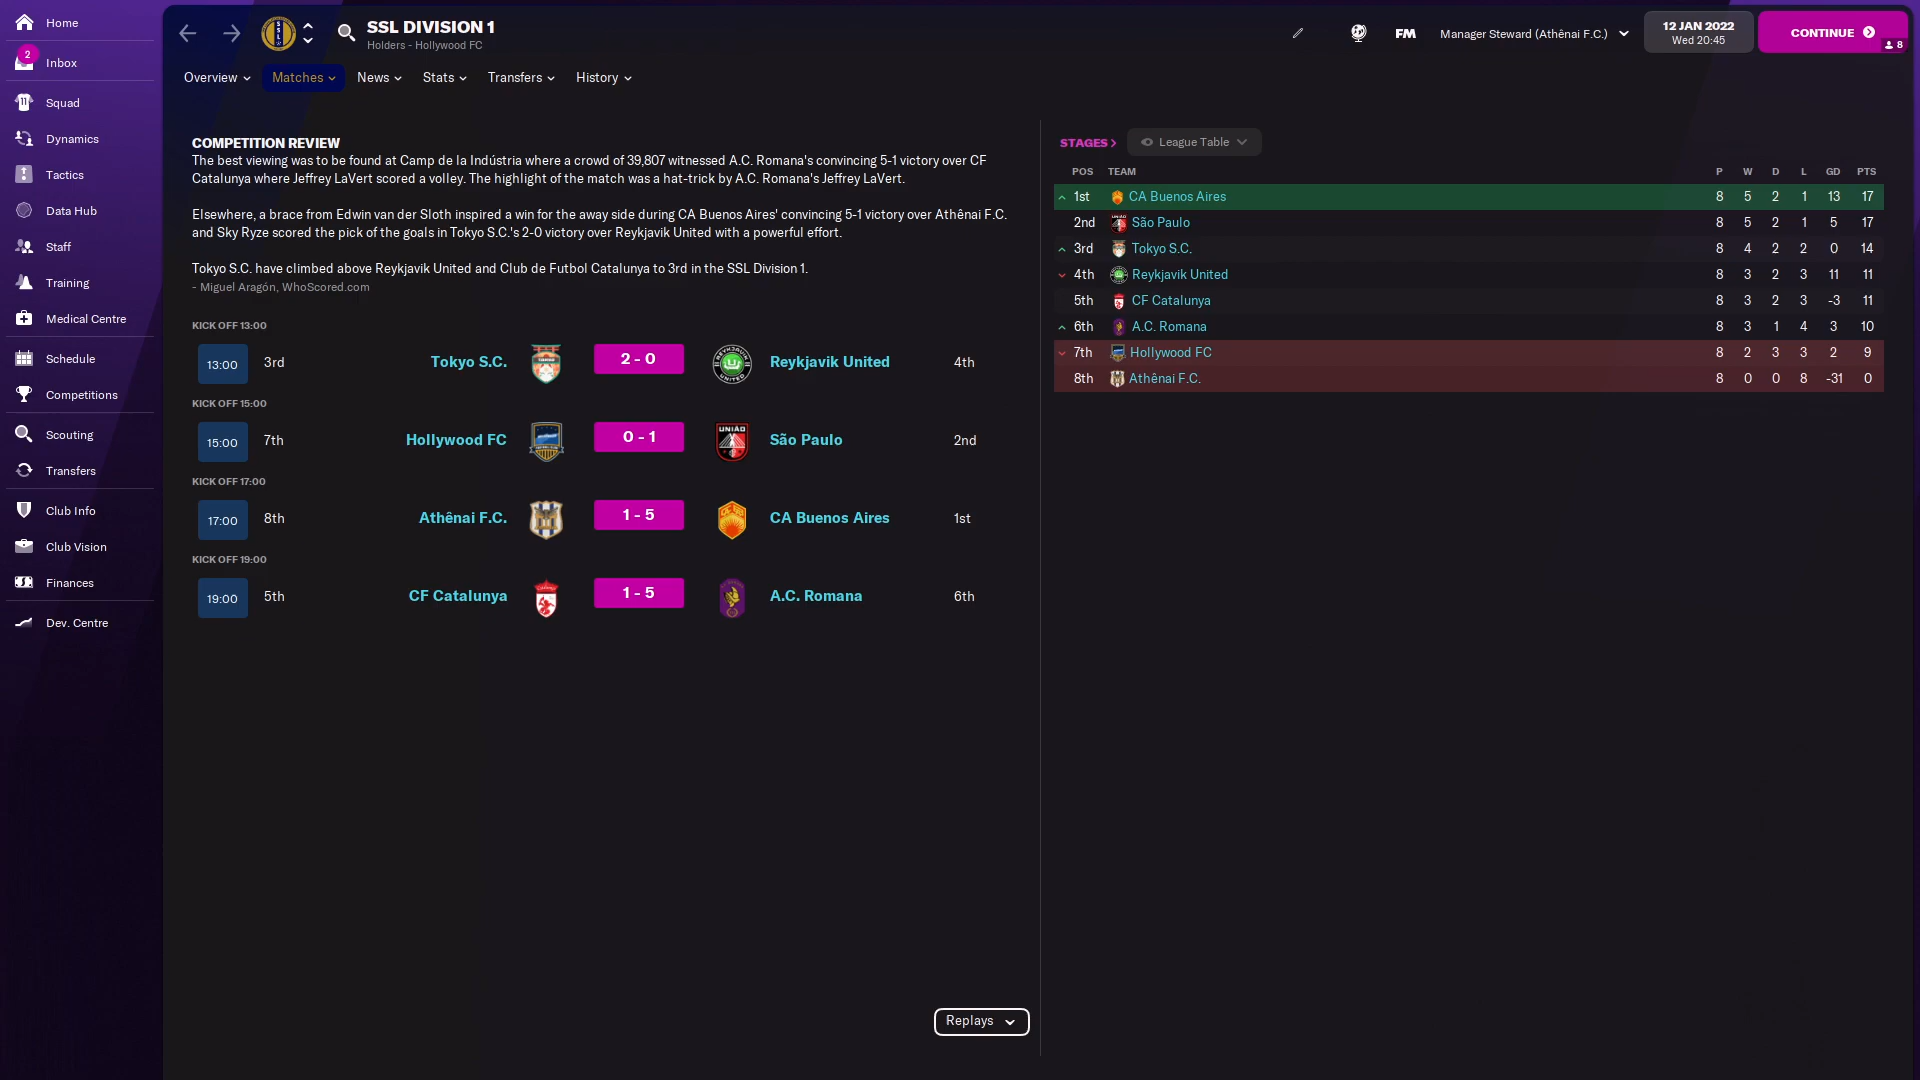 Home
2
Inbox
Squad
Dynamics
Tactics
Data Hub
Staff
Training
Medical Centre
Schedule
Competitions
Scouting
Transfers
Club Info
Club Vision
Finances
Dev. Centre
SSL DIVISION 1
Holders - Hollywood FC
FM
Manager Steward (Athênai F.C.)
12 JAN 2022
Wed 20:45
CONTINUE
8
Overview Matches News Stats Transfers History
COMPETITION REVIEW
The best viewing was to be found at Camp de la Indústria where a crowd of 39,807 witnessed A.C. Romana's convincing 5-1 victory over CF
Catalunya where Jeffrey LaVert scored a volley. The highlight of the match was a hat-trick by A.C. Romana's Jeffrey LaVert.
Elsewhere, a brace from Edwin van der Sloth inspired a win for the away side during CA Buenos Aires' convincing 5-1 victory over Athênai F.C.
and Sky Ryze scored the pick of the goals in Tokyo S.C.'s 2-0 victory over Reykjavik United with a powerful effort.
Tokyo S.C. have climbed above Reykjavik United and Club de Futbol Catalunya to 3rd in the SSL Division 1.
- Miguel Aragón, WhoScored.com
KICK OFF 13:00
13:00 3rd Tokyo S.C. 2 - 0 Reykjavik United 4th
KICK OFF 15:00
15:00 7th Hollywood FC 0 - 1 São Paulo 2nd
KICK OFF 17:00
17:00 8th Athênai F.C. 1 - 5 CA Buenos Aires 1st
KICK OFF 19:00
19:00 5th CF Catalunya 1 - 5 A.C. Romana 6th
Replays
STAGES League Table
POS TEAM P W D L GD PTS
1st CA Buenos Aires 8 5 2 1 13 17
2nd São Paulo 8 5 2 1 5 17
3rd Tokyo S.C. 8 4 2 2 0 14
4th Reykjavik United 8 3 2 3 11 11
5th CF Catalunya 8 3 2 3 -3 11
6th A.C. Romana 8 3 1 4 3 10
7th Hollywood FC 8 2 3 3 2 9
8th Athênai F.C. 8 0 0 8 -31 0